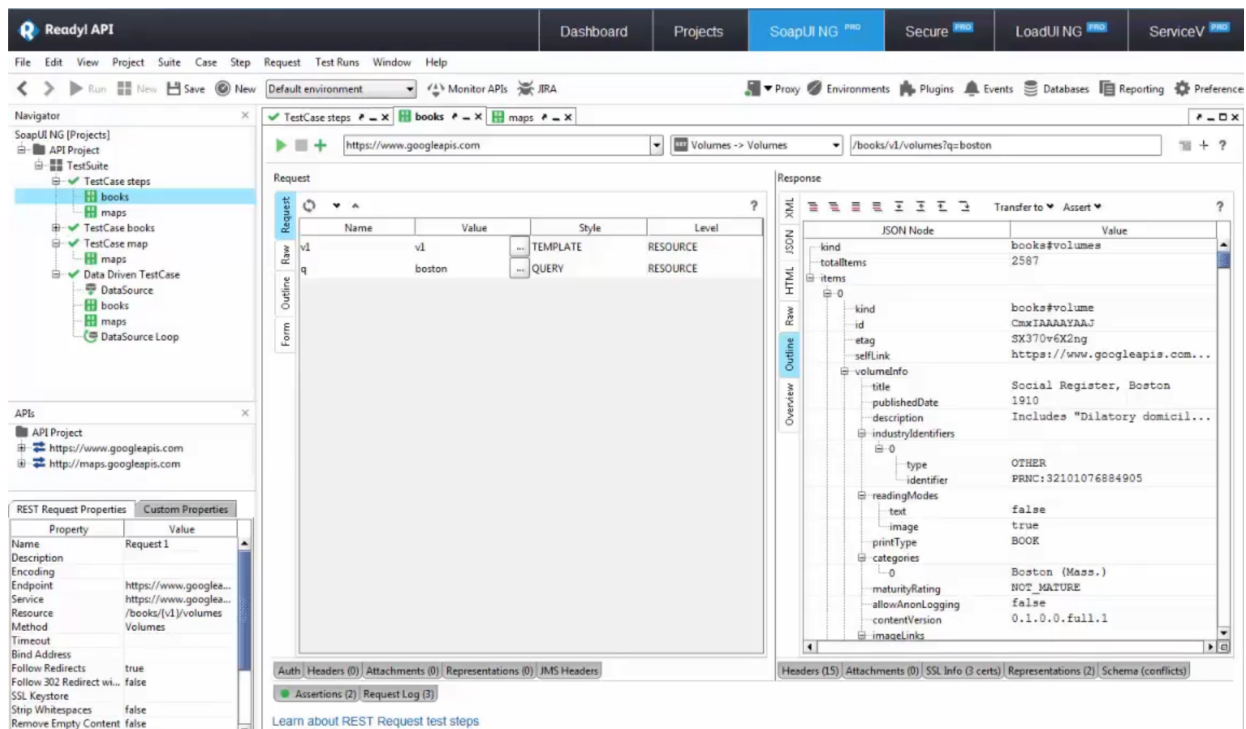 Ready! API
Dashboard
Projects
SoapUI NG PRO
Secure PRO
LoadUI NG PRO
ServiceV PRO
File Edit View Project Suite Case Step Request Test Runs Window Help
Run New Save New Default environment Monitor APIs JIRA Proxy Environments Plugins Events Databases Reporting Preference
Navigator
SoapUI NG [Projects]
API Project
TestSuite
TestCase steps
books
maps
TestCase books
TestCase map
maps
Data Driven TestCase
DataSource
books
maps
DataSource Loop
APIs
API Project
https://www.googleapis.com
http://maps.googleapis.com
REST Request Properties Custom Properties
Property Value
Name Request 1
Description
Encoding
Endpoint https://www.googlea...
Service https://www.googlea...
Resource /books/{v1}/volumes
Method Volumes
Timeout
Bind Address
Follow Redirects true
Follow 302 Redirect wi... false
SSL Keystore
Strip Whitespaces false
Remove Empty Content false
TestCase steps books maps
https://www.googleapis.com Volumes -> Volumes /books/v1/volumes?q=boston
Request
Request
Raw
Outline
Form
?
Name Value Style Level
v1 v1 ... TEMPLATE RESOURCE
q boston ... QUERY RESOURCE
Auth Headers (0) Attachments (0) Representations (0) JMS Headers
Assertions (2) Request Log (3)
Learn about REST Request test steps
Response
XML
JSON
HTML
Raw
Outline
Overview
Transfer to Assert ?
JSON Node Value
kind books#volumes
totalItems 2587
items
0
kind books#volume
id CmxIAAAAYAAJ
etag SX370v6X2ng
selfLink https://www.googleapis.com...
volumeInfo
title Social Register, Boston
publishedDate 1910
description Includes "Dilatory domicil...
industryIdentifiers
0
type OTHER
identifier PRNC:32101076884905
readingModes
text false
image true
printType BOOK
categories
0 Boston (Mass.)
maturityRating NOT_MATURE
allowAnonLogging false
contentVersion 0.1.0.0.full.1
imageLinks
Headers (15) Attachments (0) SSL Info (3 certs) Representations (2) Schema (conflicts)